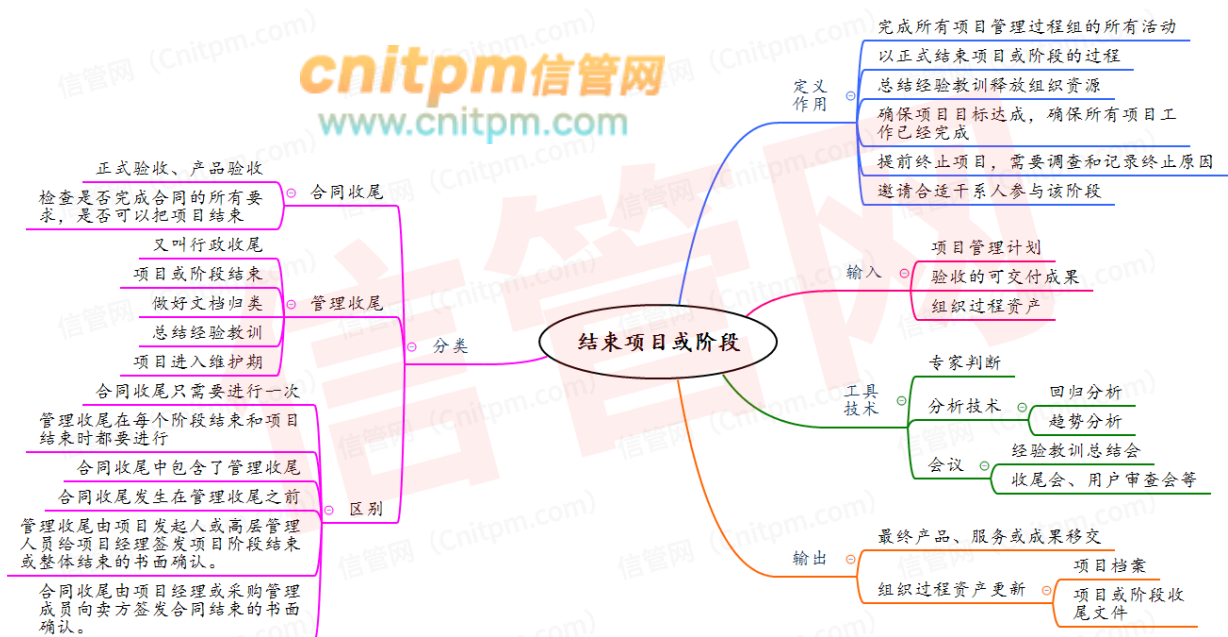 cnitpm信管网
www.cnitpm.com
结束项目或阶段
定义
作用
完成所有项目管理过程组的所有活动
以正式结束项目或阶段的过程
总结经验教训释放组织资源
确保项目目标达成，确保所有项目工
作已经完成
提前终止项目，需要调查和记录终止原因
邀请合适干系人参与该阶段
输入
项目管理计划
验收的可交付成果
组织过程资产
工具
技术
专家判断
分析技术
回归分析
趋势分析
会议
经验教训总结会
收尾会、用户审查会等
输出
最终产品、服务或成果移交
组织过程资产更新
项目档案
项目或阶段收
尾文件
分类
合同收尾
正式验收、产品验收
检查是否完成合同的所有要
求，是否可以把项目结束
管理收尾
又叫行政收尾
项目或阶段结束
做好文档归类
总结经验教训
项目进入维护期
区别
合同收尾只需要进行一次
管理收尾在每个阶段结束和项目
结束时都要进行
合同收尾中包含了管理收尾
合同收尾发生在管理收尾之前
管理收尾由项目发起人或高层管理
人员给项目经理签发项目阶段结束
或整体结束的书面确认。
合同收尾由项目经理或采购管理
成员向卖方签发合同结束的书面
确认。
信管网
信管网（Cnitpm.com）